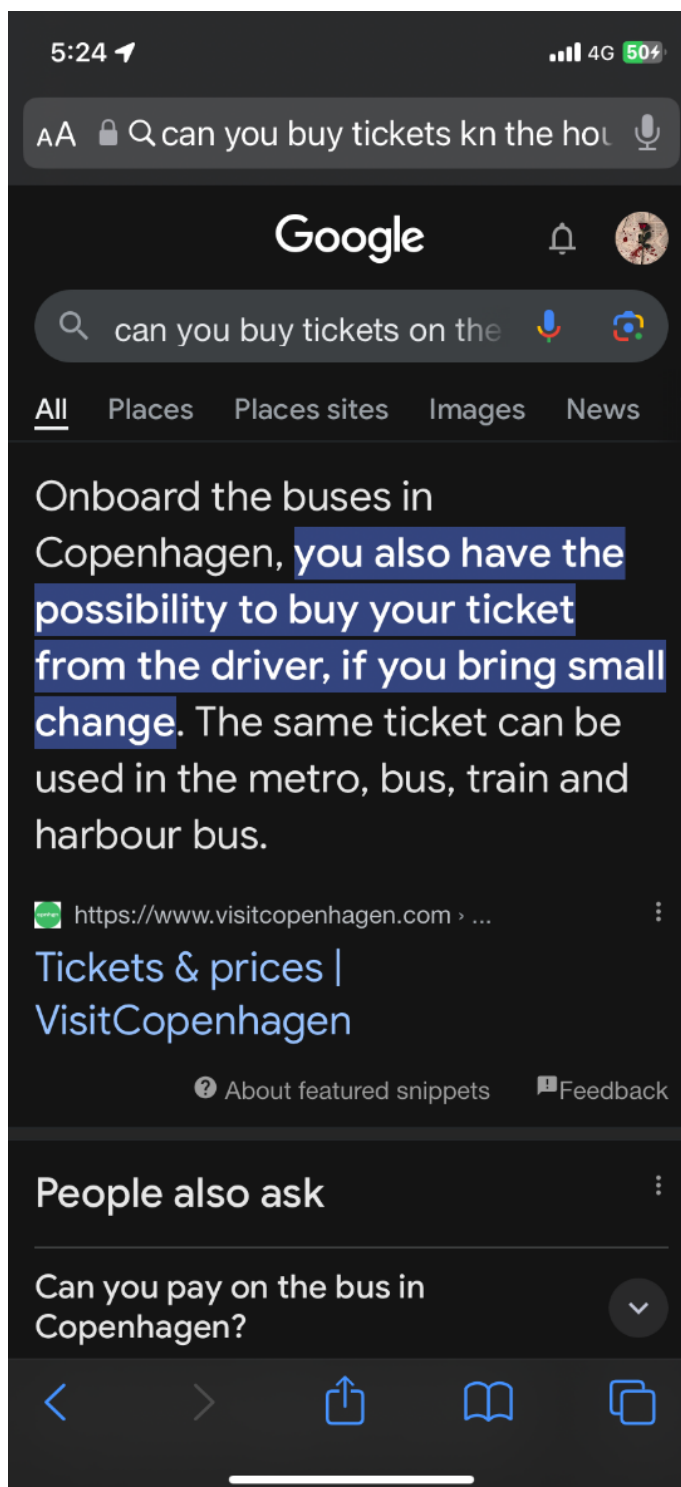 5:24
4G 50
AA can you buy tickets kn the hou
Google
can you buy tickets on the
All Places Places sites Images News
Onboard the buses in
Copenhagen, you also have the
possibility to buy your ticket
from the driver, if you bring small
change. The same ticket can be
used in the metro, bus, train and
harbour bus.
https://www.visitcopenhagen.com › ...
Tickets & prices |
VisitCopenhagen
About featured snippets Feedback
People also ask
Can you pay on the bus in
Copenhagen?